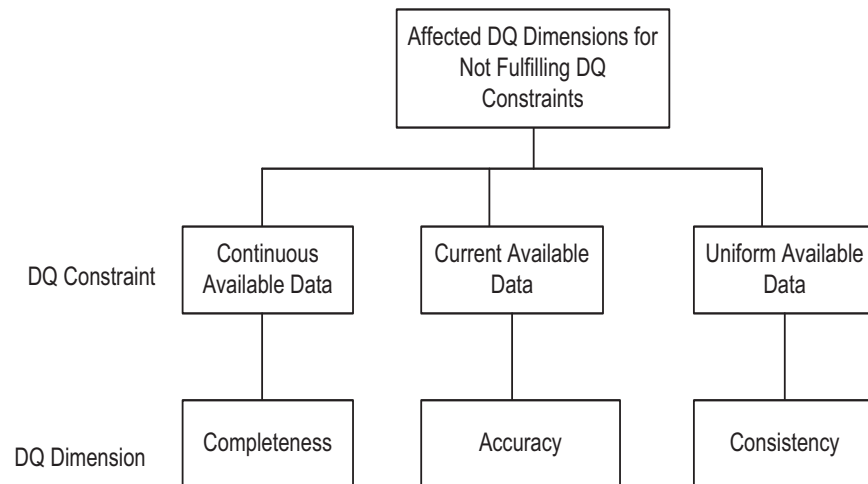 Affected DQ Dimensions for
Not Fulfilling DQ
Constraints
DQ Constraint
Continuous
Available Data
Current Available
Data
Uniform Available
Data
DQ Dimension
Completeness
Accuracy
Consistency